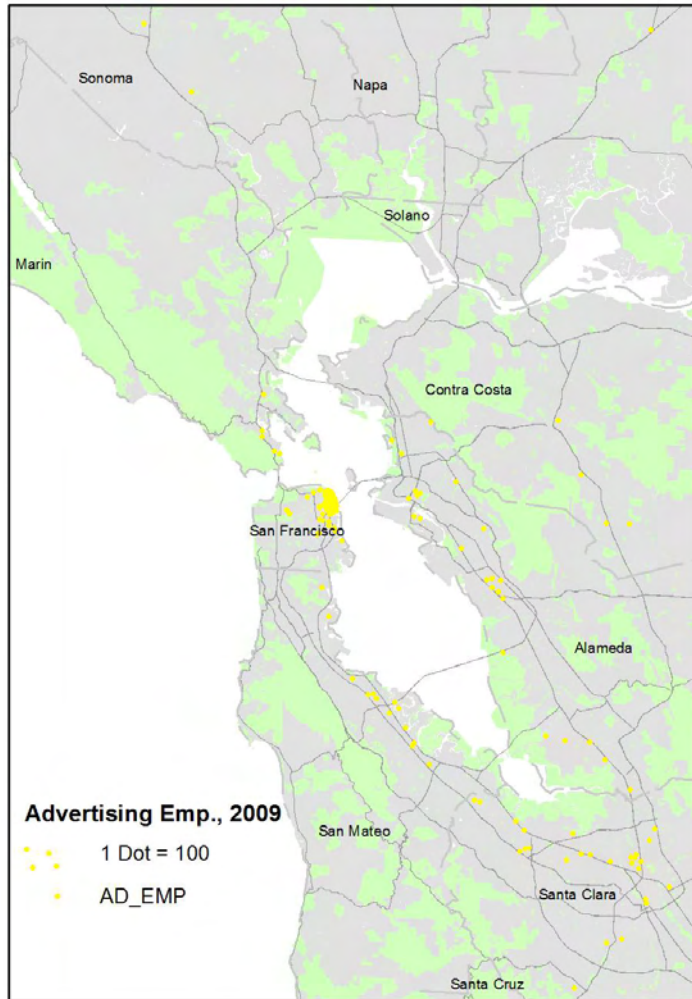 Sonoma
Napa
Solano
Marin
Contra Costa
San Francisco
Alameda
Advertising Emp., 2009
San Mateo
1 Dot = 100
AD_EMP
Santa Clara
Santa Cruz